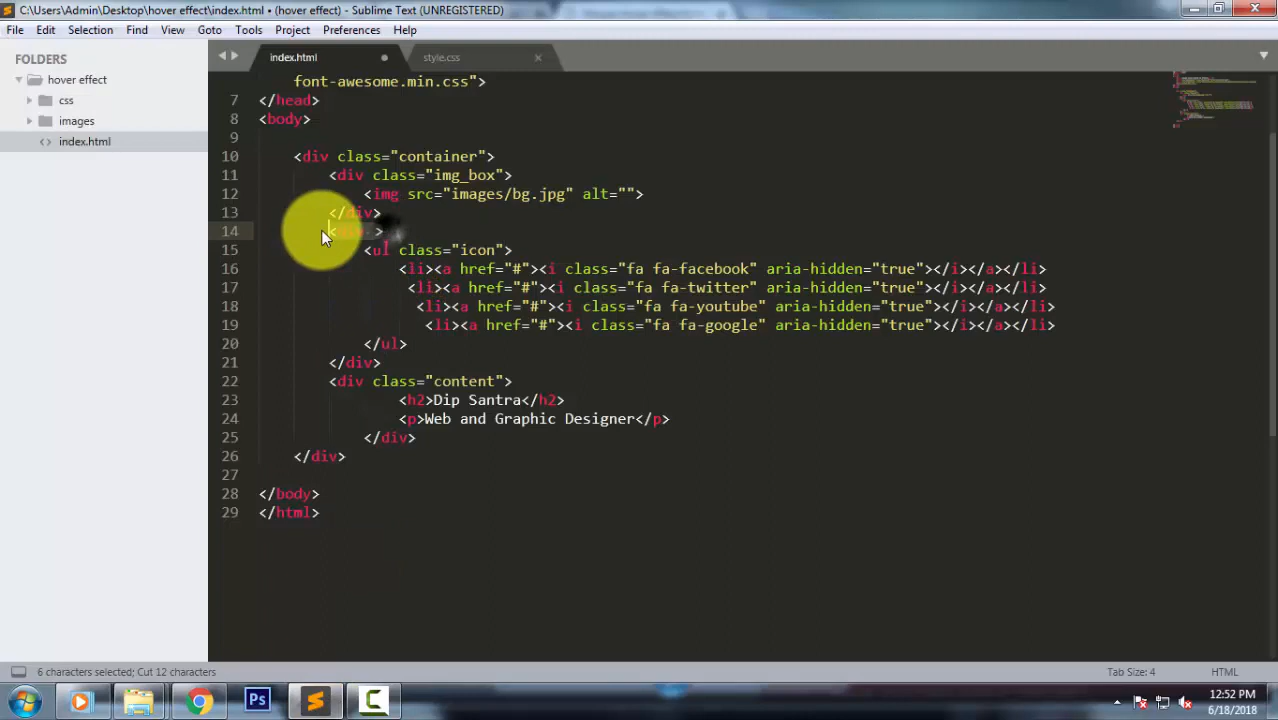 C:\Users\Admin\Desktop\hover effect\index.html • (hover effect) - Sublime Text (UNREGISTERED)
File Edit Selection Find View Goto Tools Project Preferences Help
FOLDERS
hover effect
css
images
index.html
index.html style.css
font-awesome.min.css">
7 </head>
8 <body>
9
10 <div class="container">
11 <div class="img_box">
12 <img src="images/bg.jpg" alt="">
13 </div>
14 <div >
15 <ul class="icon">
16 <li><a href="#"><i class="fa fa-facebook" aria-hidden="true"></i></a></li>
17 <li><a href="#"><i class="fa fa-twitter" aria-hidden="true"></i></a></li>
18 <li><a href="#"><i class="fa fa-youtube" aria-hidden="true"></i></a></li>
19 <li><a href="#"><i class="fa fa-google" aria-hidden="true"></i></a></li>
20 </ul>
21 </div>
22 <div class="content">
23 <h2>Dip Santra</h2>
24 <p>Web and Graphic Designer</p>
25 </div>
26 </div>
27
28 </body>
29 </html>
6 characters selected; Cut 12 characters Tab Size: 4 HTML
Ps
12:52 PM
6/18/2018